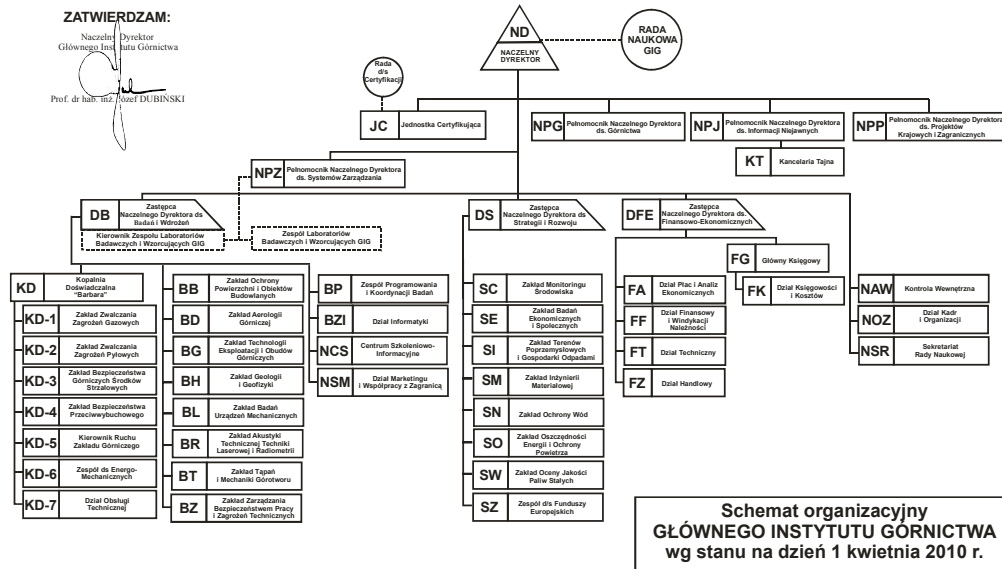 ZATWIERDZAM:
Naczelny Dyrektor
Głównego Instytutu Górnictwa
Prof. dr hab. inż. Józef DUBIŃSKI
ND
NACZELNY
DYREKTOR
RADA
NAUKOWA
GIG
Rada
d/s
Certyfikacji
JC
Jednostka Certyfikująca
NPG
Pełnomocnik Naczelnego Dyrektora
ds. Górnictwa
NPJ
Pełnomocnik Naczelnego Dyrektora
ds. Informacji Niejawnych
NPP
Pełnomocnik Naczelnego Dyrektora
ds. Projektów
Krajowych i Zagranicznych
KT
Kancelaria Tajna
NPZ
Pełnomocnik Naczelnego Dyrektora
ds. Systemów Zarządzania
DB
Zastępca
Naczelnego Dyrektora ds
Badań i Wdrożeń
Kierownik Zespołu Laboratoriów
Badawczych i Wzorcujących GIG
Zespół Laboratoriów
Badawczych i Wzorcujących GIG
DS
Zastępca
Naczelnego Dyrektora ds
Strategii i Rozwoju
DFE
Zastępca
Naczelnego Dyrektora ds.
Finansowo-Ekonomicznych
FG
Główny Księgowy
FK
Dział Księgowości
i Kosztów
KD
Kopalnia
Doświadczalna
"Barbara"
KD-1
Zakład Zwalczania
Zagrożeń Gazowych
KD-2
Zakład Zwalczania
Zagrożeń Pyłowych
KD-3
Zakład Bezpieczeństwa
Górniczych Środków
Strzałowych
KD-4
Zakład Bezpieczeństwa
Przeciwwybuchowego
KD-5
Kierownik Ruchu
Zakładu Górniczego
KD-6
Zespół ds Energo-
Mechanicznych
KD-7
Dział Obsługi
Technicznej
BB
Zakład Ochrony
Powierzchni i Obiektów
Budowlanych
BD
Zakład Aerologii
Górniczej
BG
Zakład Technologii
Eksploatacji i Obudów
Górniczych
BH
Zakład Geologii
i Geofizyki
BL
Zakład Badań
Urządzeń Mechanicznych
BR
Zakład Akustyki
Technicznej Techniki
Laserowej i Radiometrii
BT
Zakład Tąpań
i Mechaniki Górotworu
BZ
Zakład Zarządzania
Bezpieczeństwem Pracy
i Zagrożeń Technicznych
BP
Zespół Programowania
i Koordynacji Badań
BZI
Dział Informatyki
NCS
Centrum Szkoleniowo-
Informacyjne
NSM
Dział Marketingu
i Współpracy z Zagranicą
SC
Zakład Monitoringu
Środowiska
SE
Zakład Badań
Ekonomicznych
i Społecznych
SI
Zakład Terenów
Poprzemysłowych
i Gospodarki Odpadami
SM
Zakład Inżynierii
Materiałowej
SN
Zakład Ochrony Wód
SO
Zakład Oszczędności
Energii i Ochrony
Powietrza
SW
Zakład Oceny Jakości
Paliw Stałych
SZ
Zespół d/s Funduszy
Europejskich
FA
Dział Płac i Analiz
Ekonomicznych
FF
Dział Finansowy
i Windykacji
Należności
FT
Dział Techniczny
FZ
Dział Handlowy
NAW
Kontrola Wewnętrzna
NOZ
Dział Kadr
i Organizacji
NSR
Sekretariat
Rady Naukowej
Schemat organizacyjny
GŁÓWNEGO INSTYTUTU GÓRNICTWA
wg stanu na dzień 1 kwietnia 2010 r.